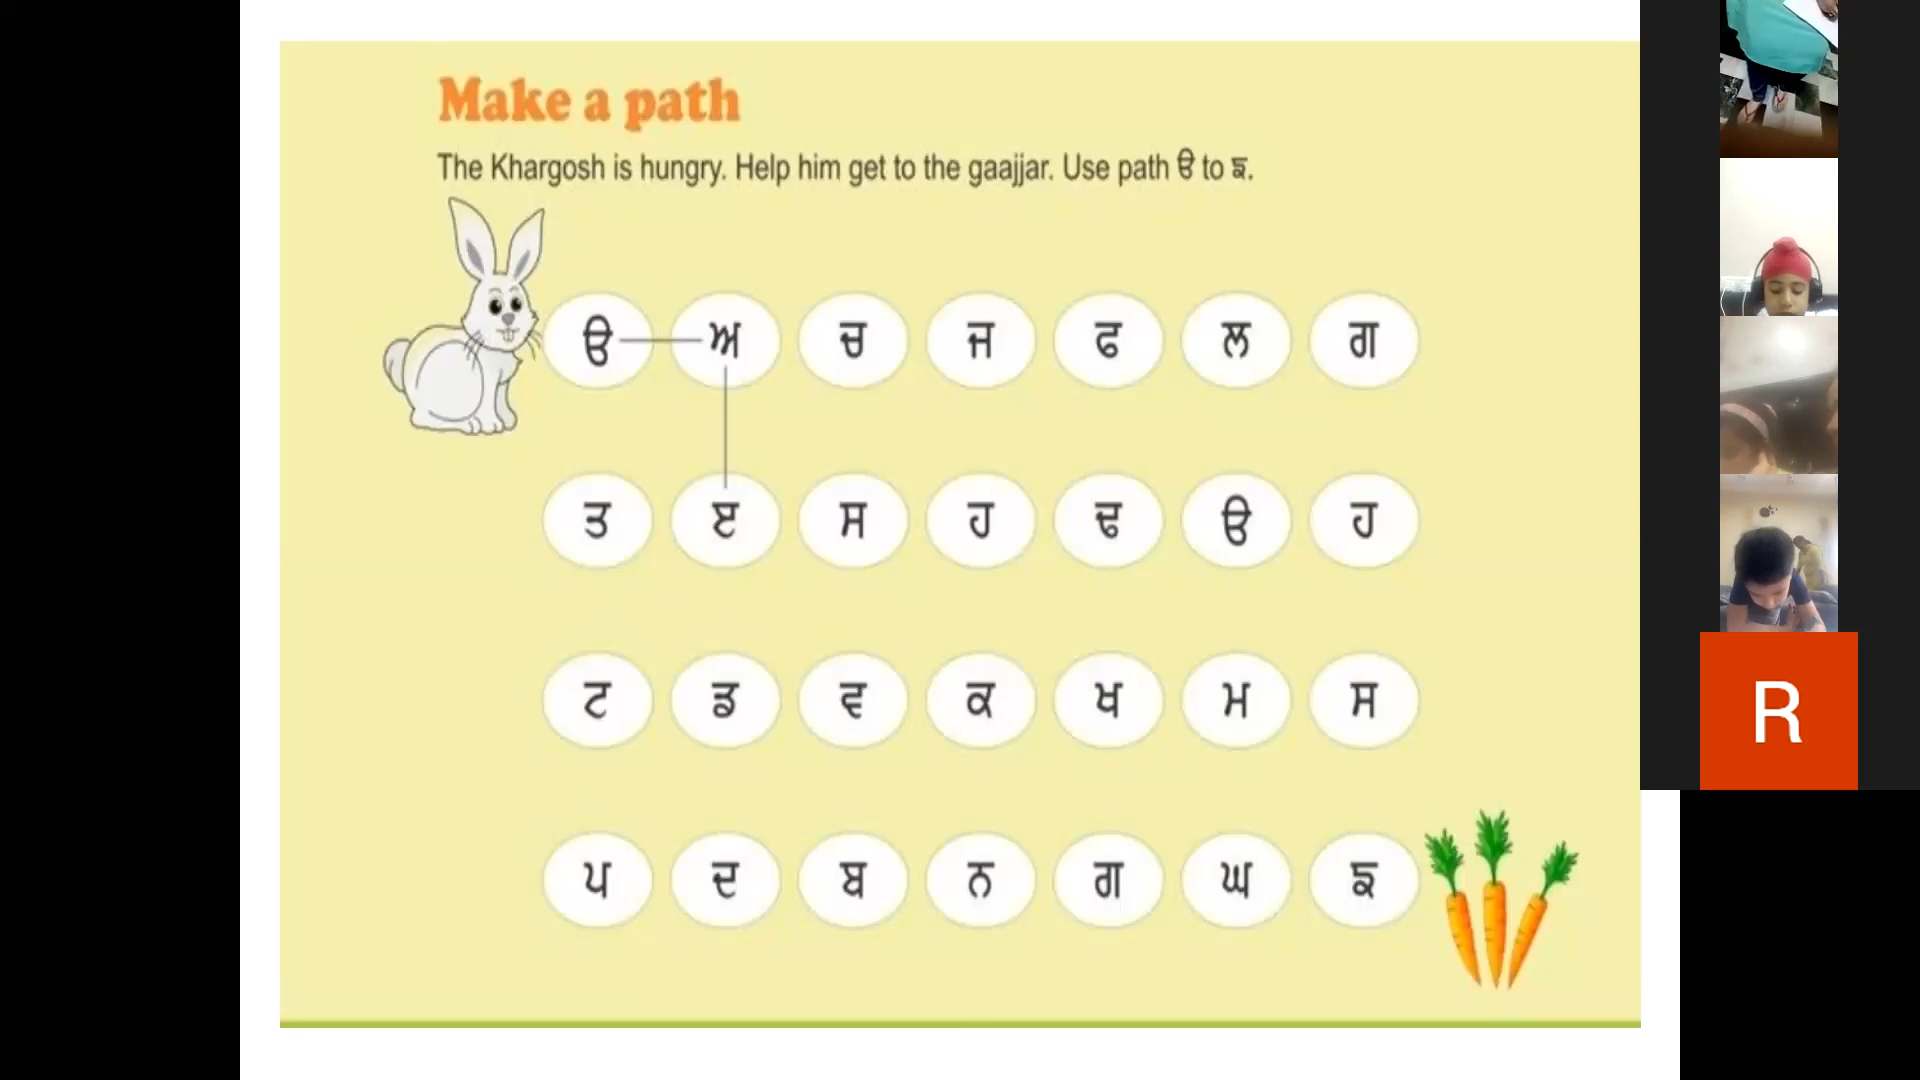 Make a path
The Khargosh is hungry. Help him get to the gaajjar. Use path ੳ to ਙ.
ੳ ਅ ਚ ਜ ਫ ਲ ਗ
ਤ ੲ ਸ ਹ ਢ ੳ ਹ
ਟ ਡ ਵ ਕ ਖ ਮ ਸ
ਪ ਦ ਬ ਨ ਗ ਘ ਙ
R